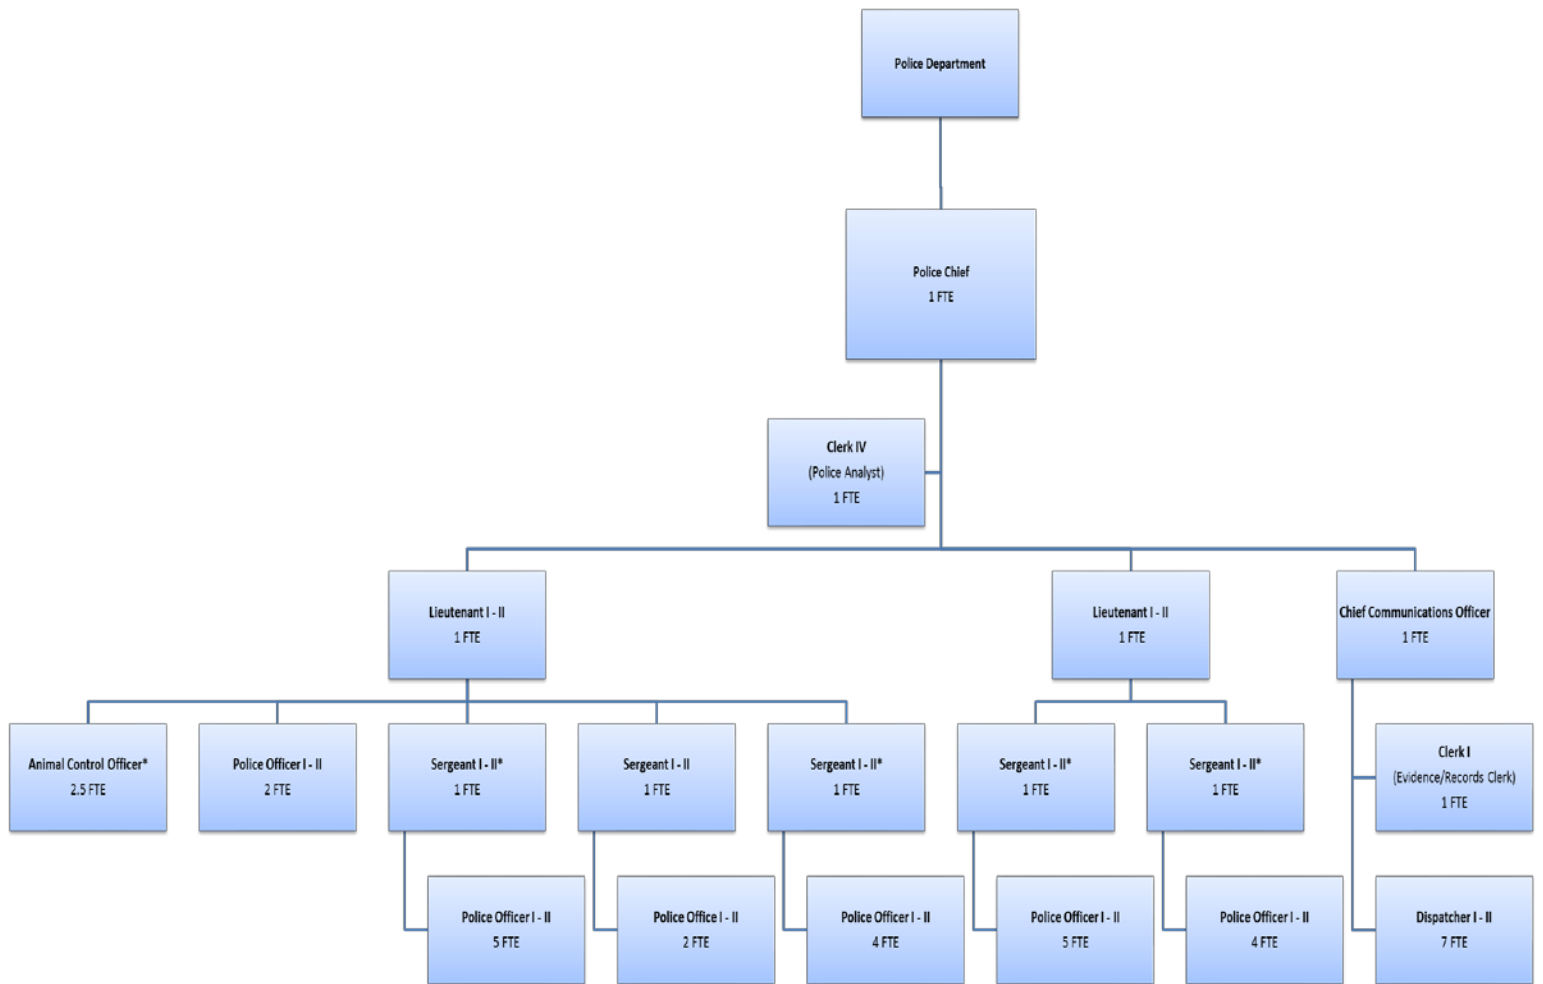 Police Department
Police Chief
1 FTE
Clerk IV
(Police Analyst)
1 FTE
Lieutenant I - II
1 FTE
Lieutenant I - II
1 FTE
Chief Communications Officer
1 FTE
Animal Control Officer*
2.5 FTE
Police Officer I - II
2 FTE
Sergeant I - II*
1 FTE
Sergeant I - II
1 FTE
Sergeant I - II*
1 FTE
Sergeant I - II*
1 FTE
Sergeant I - II*
1 FTE
Clerk I
(Evidence/Records Clerk)
1 FTE
Police Officer I - II
5 FTE
Police Office I - II
2 FTE
Police Officer I - II
4 FTE
Police Officer I - II
5 FTE
Police Officer I - II
4 FTE
Dispatcher I - II
7 FTE